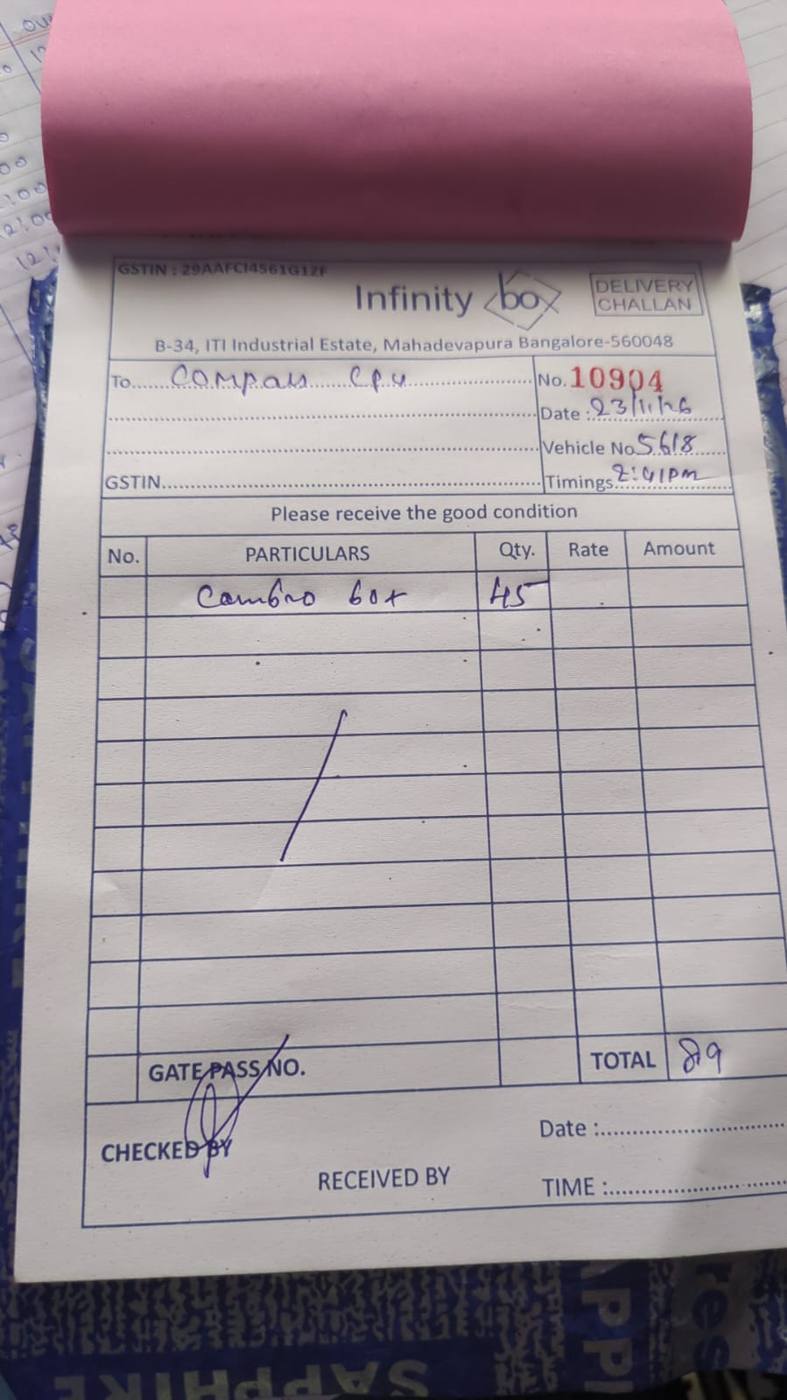 GSTIN : 29AAFCI4561G1ZF
Infinity box
DELIVERY
CHALLAN
B-34, ITI Industrial Estate, Mahadevapura Bangalore-560048
To Compass Cpu
No. 10904
Date : 23/1/26
Vehicle No 5618
GSTIN
Timings 2:41pm
Please receive the good condition
No. PARTICULARS Qty. Rate Amount
Cambro box 45
GATE PASS NO. TOTAL 89
CHECKED BY
Date :
RECEIVED BY
TIME :
SAPPHIRE